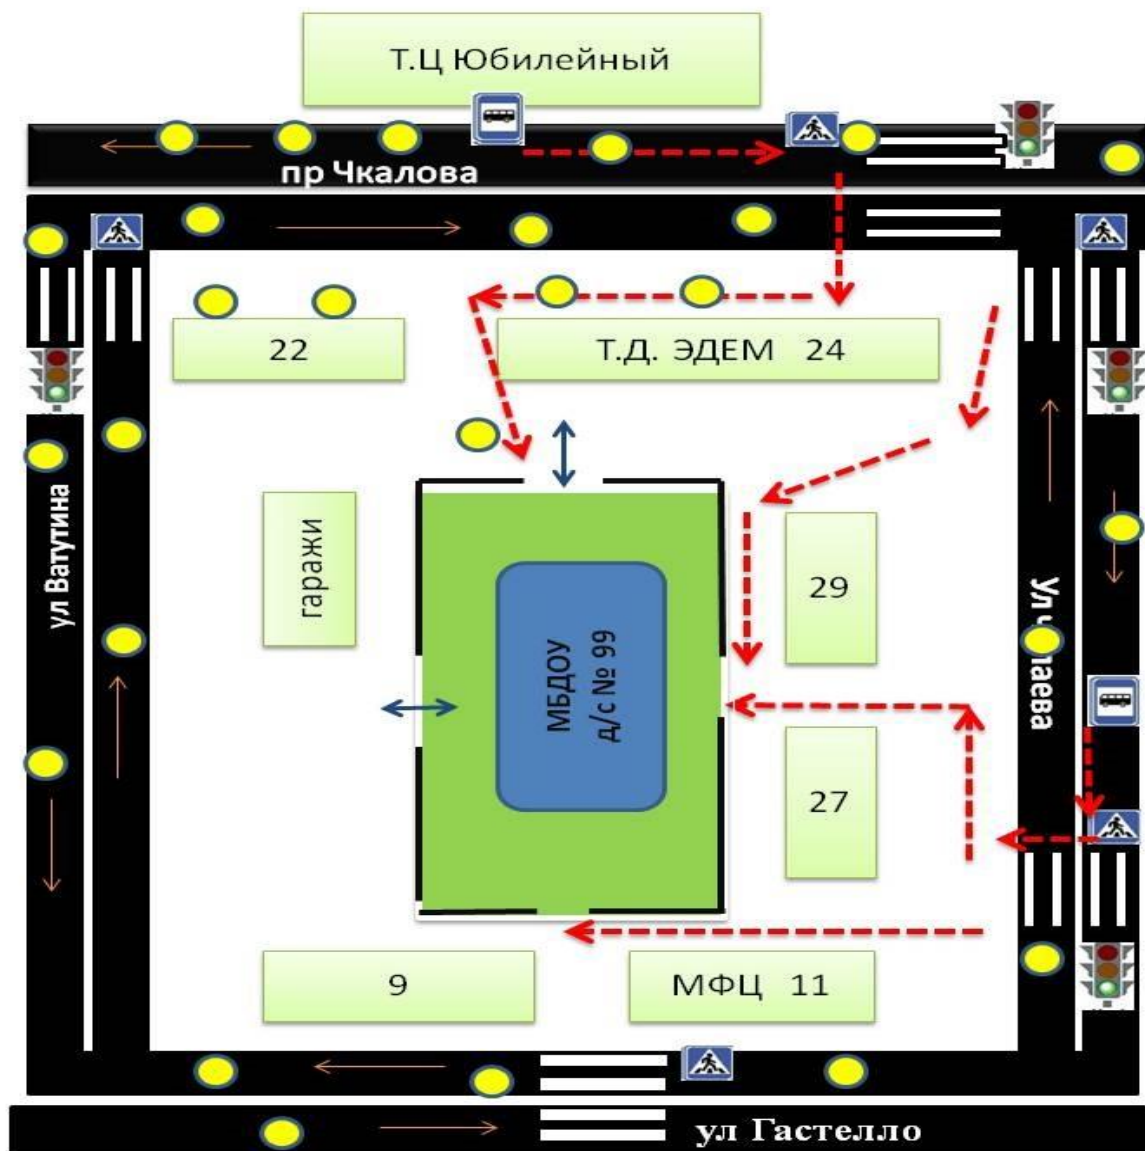 Т.Ц Юбилейный
пр Чкалова
22
Т.Д. ЭДЕМ 24
ул Ватутина
гаражи
МБДОУ
д/с № 99
29
27
9
МФЦ 11
ул Гастелло